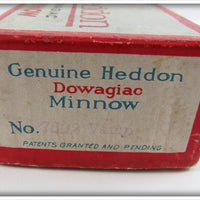 Genuine Heddon
Dowagiac
Minnow
No.
PATENTS GRANTED AND PENDING